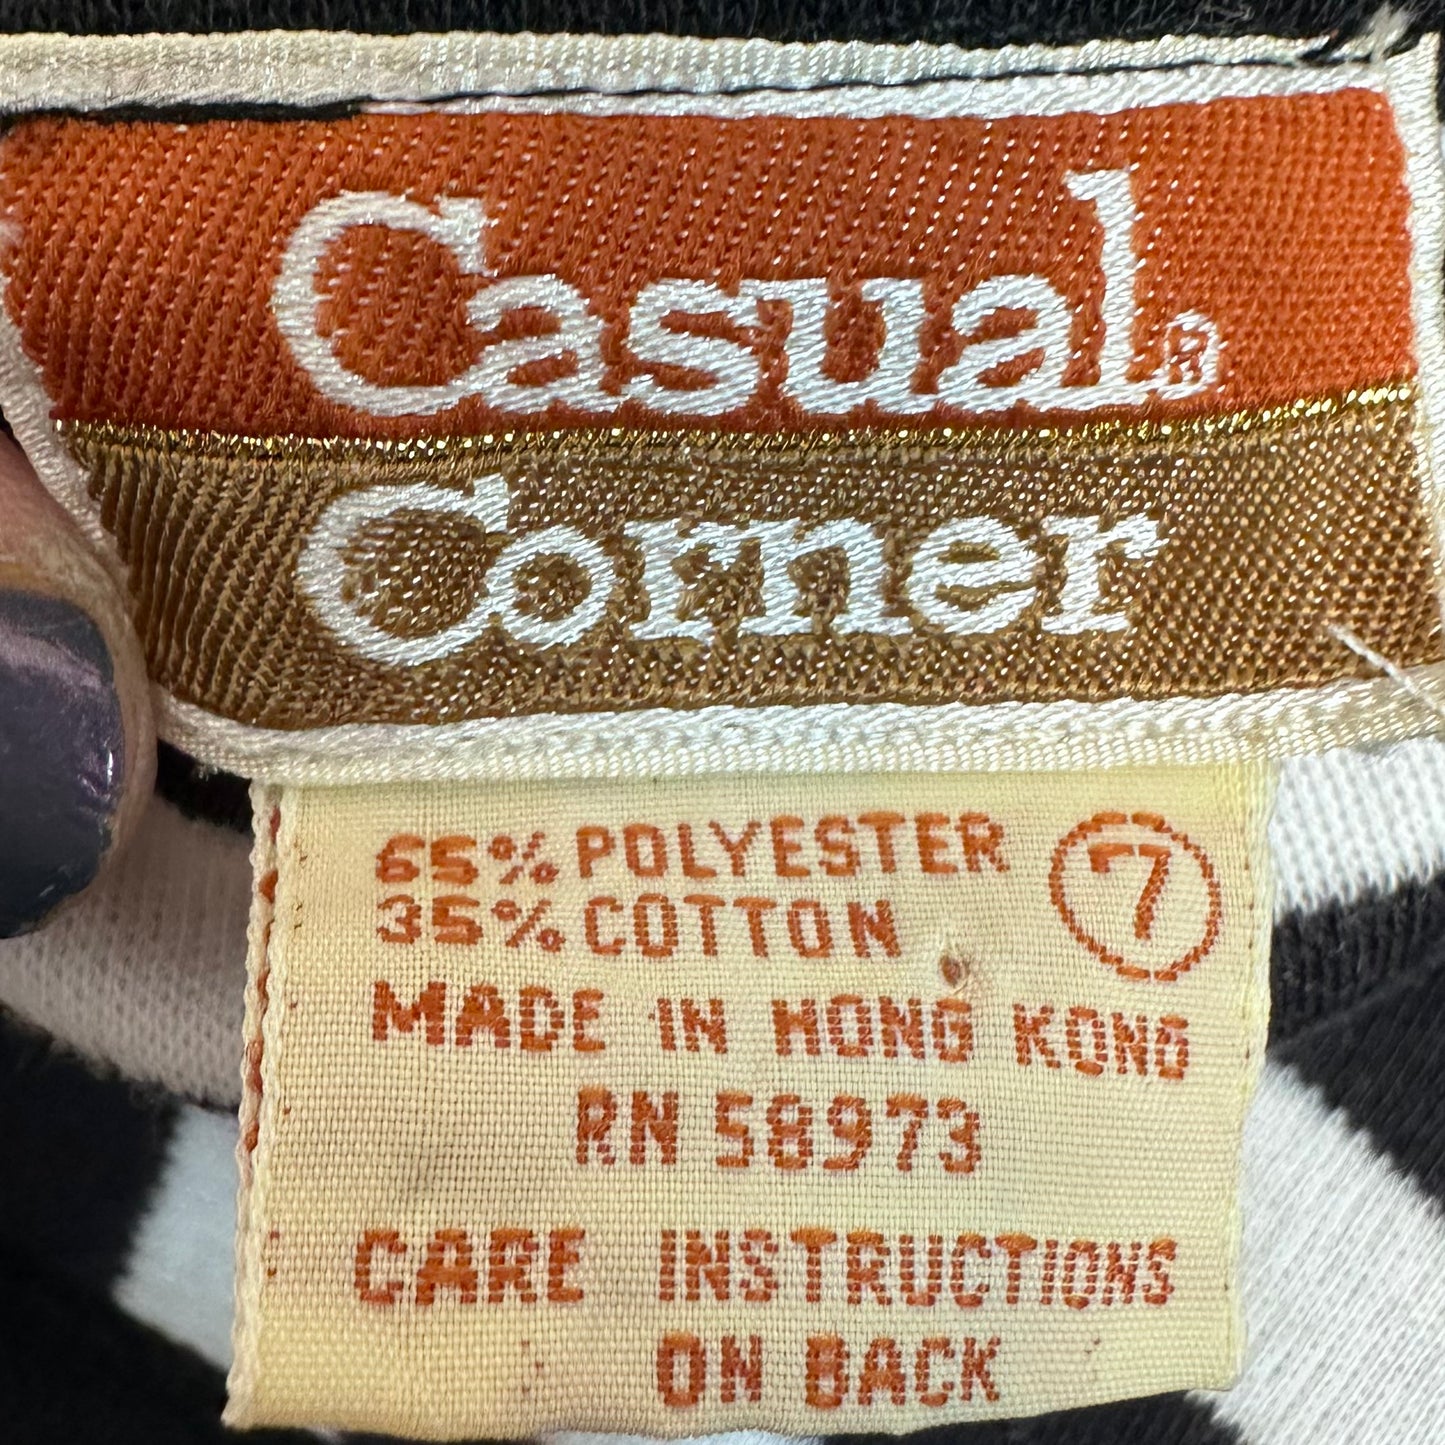 Casual®
Corner
65% POLYESTER 7
35% COTTON
MADE IN HONG KONG
RN 58973
CARE INSTRUCTIONS
ON BACK